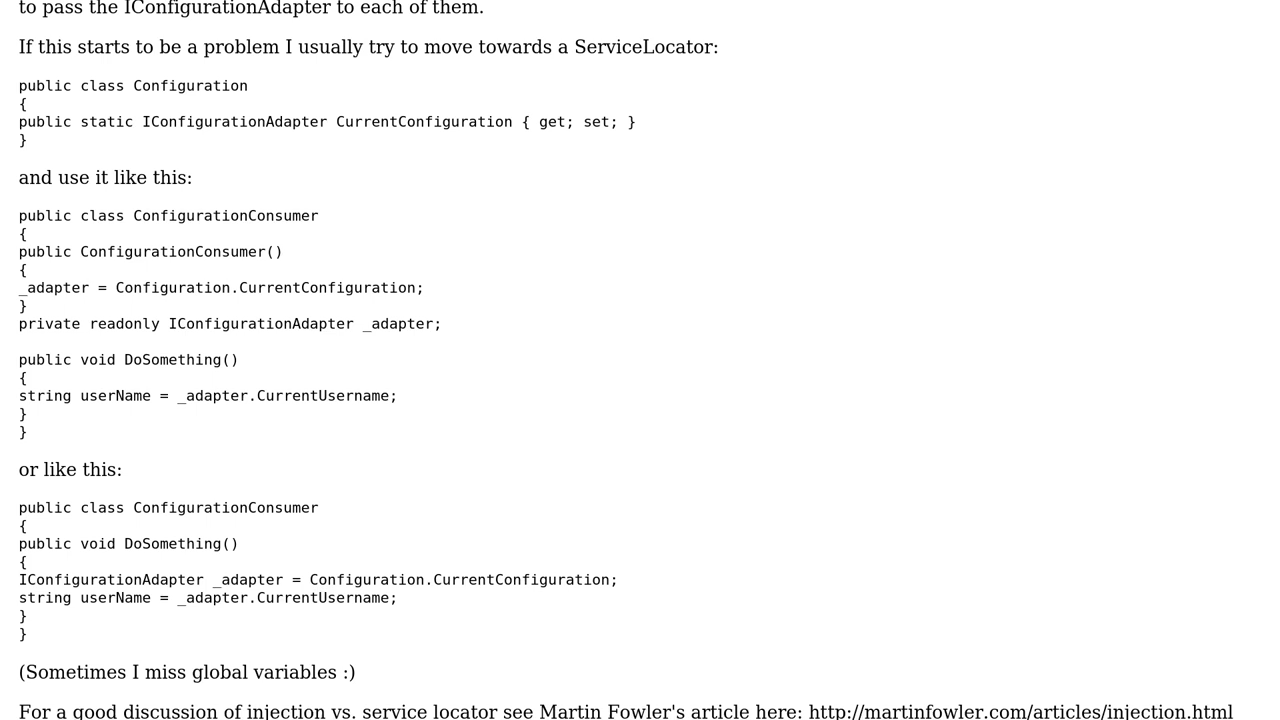 to pass the IConfigurationAdapter to each of them.
If this starts to be a problem I usually try to move towards a ServiceLocator:
public class Configuration
{
public static IConfigurationAdapter CurrentConfiguration { get; set; }
}
and use it like this:
public class ConfigurationConsumer
{
public ConfigurationConsumer()
{
_adapter = Configuration.CurrentConfiguration;
}
private readonly IConfigurationAdapter _adapter;
public void DoSomething()
{
string userName = _adapter.CurrentUsername;
}
}
or like this:
public class ConfigurationConsumer
{
public void DoSomething()
{
IConfigurationAdapter _adapter = Configuration.CurrentConfiguration;
string userName = _adapter.CurrentUsername;
}
}
(Sometimes I miss global variables :)
For a good discussion of injection vs. service locator see Martin Fowler's article here: http://martinfowler.com/articles/injection.html